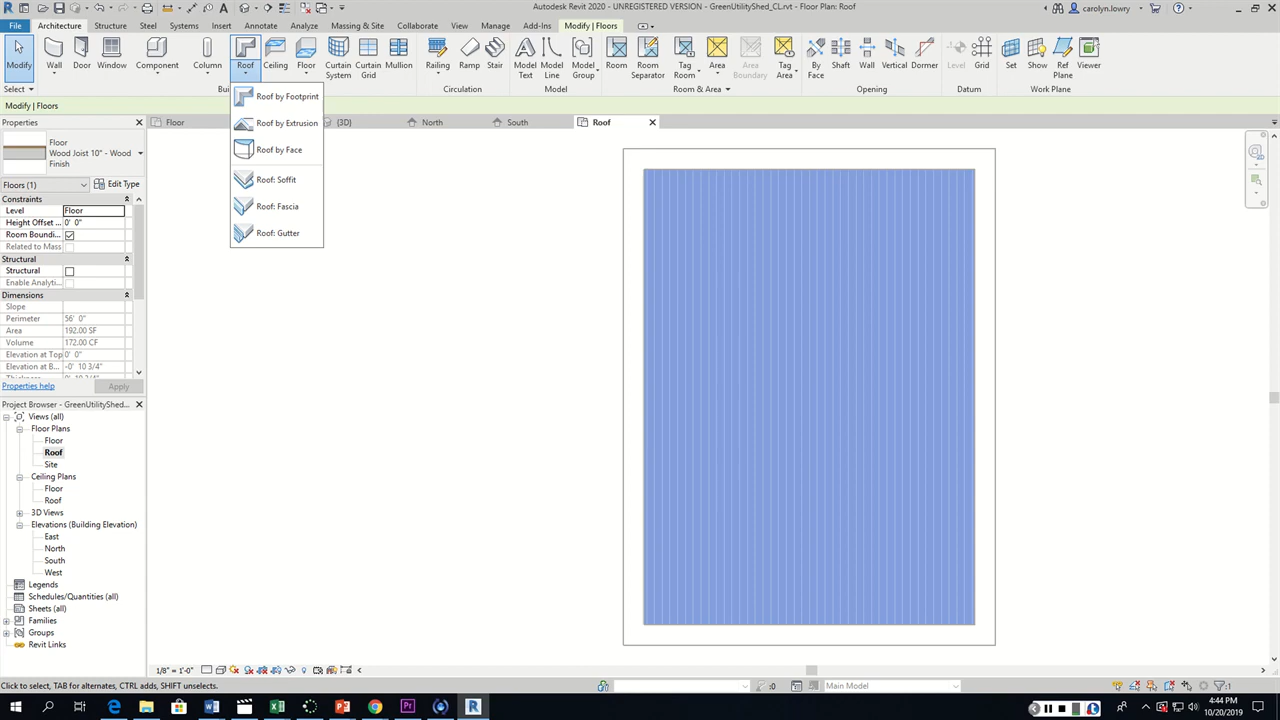 Autodesk Revit 2020 - UNREGISTERED VERSION - GreenUtilityShed_CL.rvt - Floor Plan: Roof
carolyn.lowry
File Architecture Structure Steel Systems Insert Annotate Analyze Massing & Site Collaborate View Manage Add-Ins Modify | Floors
Modify Wall Door Window Component Column Roof Ceiling Floor Curtain System Curtain Grid Mullion Railing Ramp Stair Model Text Model Line Model Group Room Room Separator Tag Room Area Area Boundary Tag Area By Face Shaft Wall Vertical Dormer Level Grid Set Show Ref Plane Viewer
Select Circulation Model Room & Area Opening Datum Work Plane
Modify | Floors
Roof by Footprint
Roof by Extrusion
Roof by Face
Roof: Soffit
Roof: Fascia
Roof: Gutter
Floor {3D} North South Roof
Properties
Floor
Wood Joist 10" - Wood
Finish
Floors (1) Edit Type
Constraints
Level Floor
Height Offset ... 0' 0"
Room Boundi...
Related to Mass
Structural
Structural
Enable Analyti...
Dimensions
Slope
Perimeter 56' 0"
Area 192.00 SF
Volume 172.00 CF
Elevation at Top 0' 0"
Elevation at B... -0' 10 3/4"
Properties help Apply
Project Browser - GreenUtilityShed...
Views (all)
Floor Plans
Floor
Roof
Site
Ceiling Plans
Floor
Roof
3D Views
Elevations (Building Elevation)
East
North
South
West
Legends
Schedules/Quantities (all)
Sheets (all)
Families
Groups
Revit Links
1/8" = 1'-0"
Click to select, TAB for alternates, CTRL adds, SHIFT unselects.
:0 Main Model :1
4:44 PM
10/20/2019